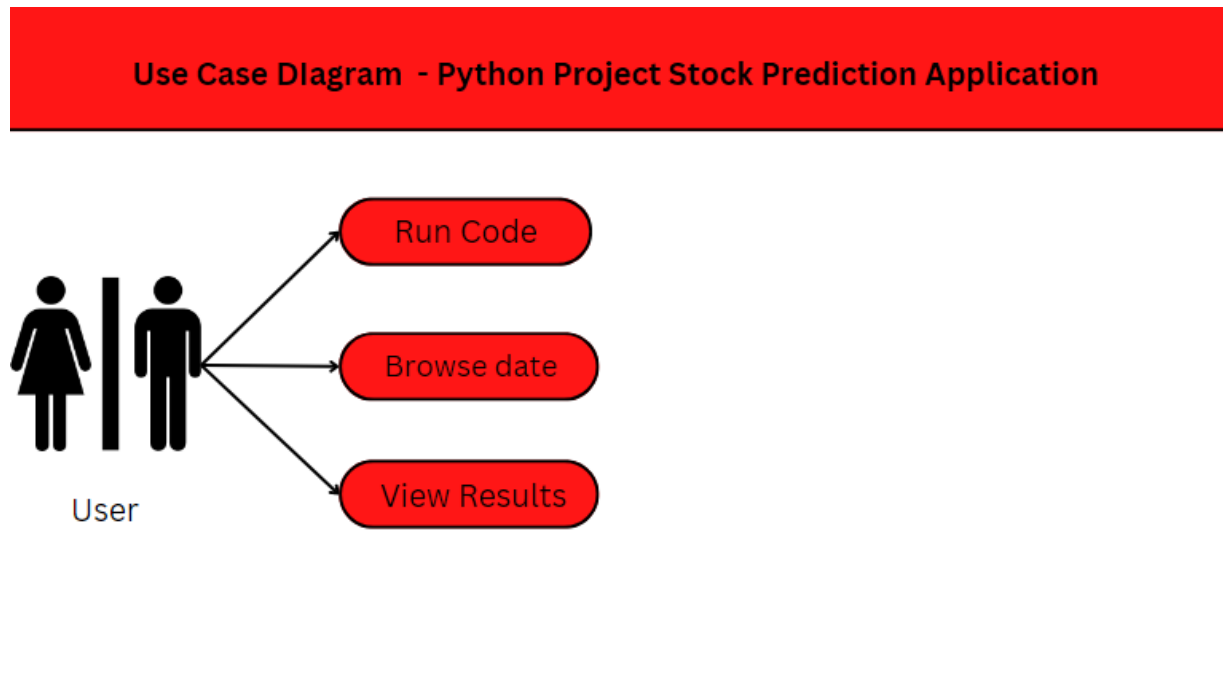 Use Case DIagram - Python Project Stock Prediction Application
Run Code
Browse date
View Results
User